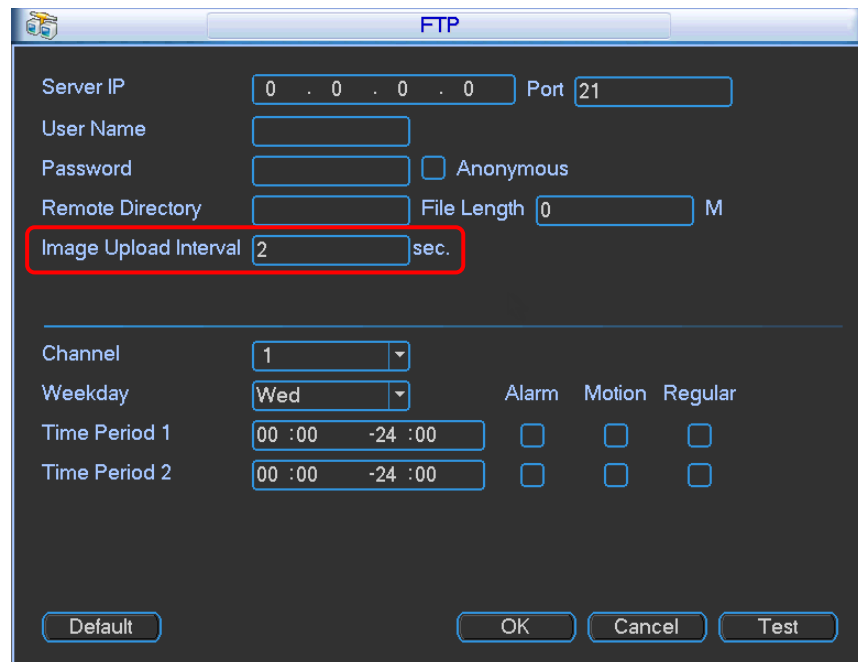 FTP
Server IP 0 . 0 . 0 . 0 Port 21
User Name
Password Anonymous
Remote Directory File Length 0 M
Image Upload Interval 2 sec.
Channel 1
Weekday Wed Alarm Motion Regular
Time Period 1 00 :00 -24 :00
Time Period 2 00 :00 -24 :00
Default OK Cancel Test